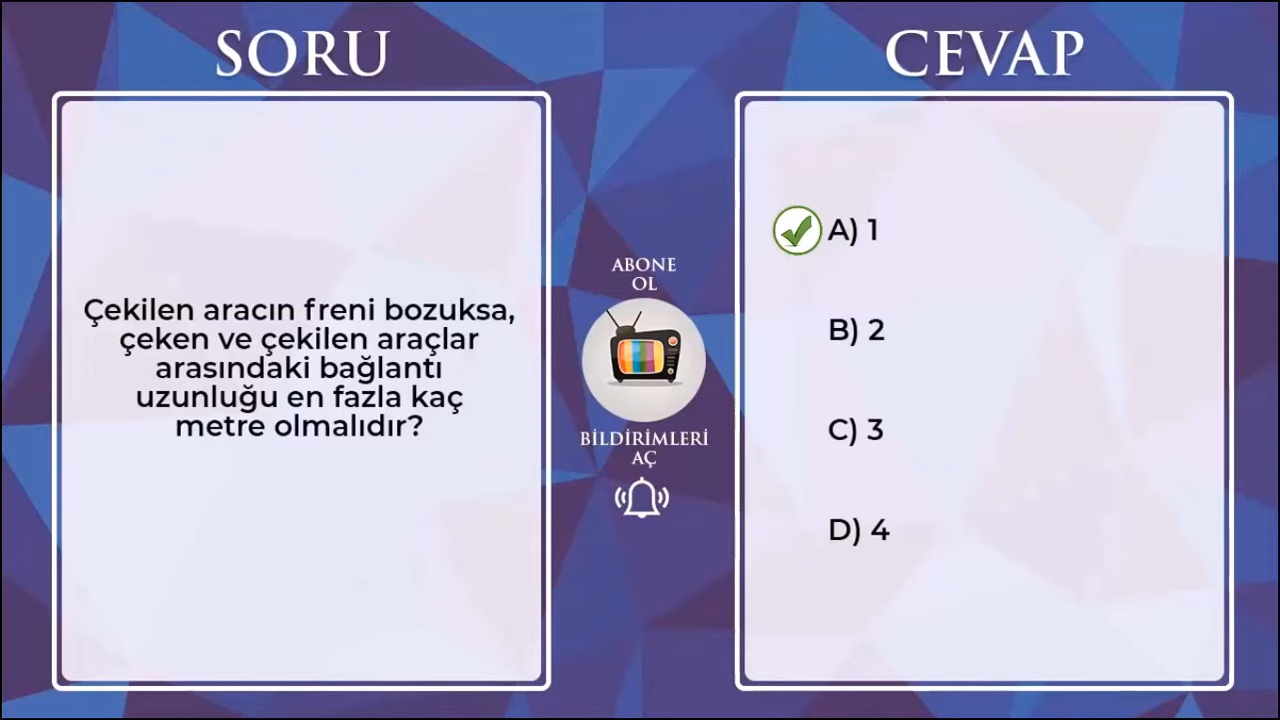 SORU
Çekilen aracın freni bozuksa,
çeken ve çekilen araçlar
arasındaki bağlantı
uzunluğu en fazla kaç
metre olmalıdır?
ABONE
OL
BİLDİRİMLERİ
AÇ
CEVAP
A) 1
B) 2
C) 3
D) 4